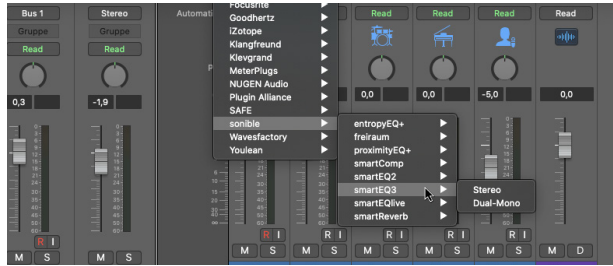 Bus 1
Stereo
Automati
Gruppe
Gruppe
Read
Read
0,3
-1,9
M S
M S
Focusrite
Goodhertz
iZotope
Klangfreund
Klevgrand
MeterPlugs
NUGEN Audio
Plugin Alliance
SAFE
sonible
Wavesfactory
Youlean
entropyEQ+
freiraum
proximityEQ+
smartComp
smartEQ2
smartEQ3
smartEQlive
smartReverb
Stereo
Dual-Mono
Read
Read
Read
Read
P
0,0
0,0
-5,0
0,0
R I
R I
R I
R I
R I
M S
M S
M S
M S
M D